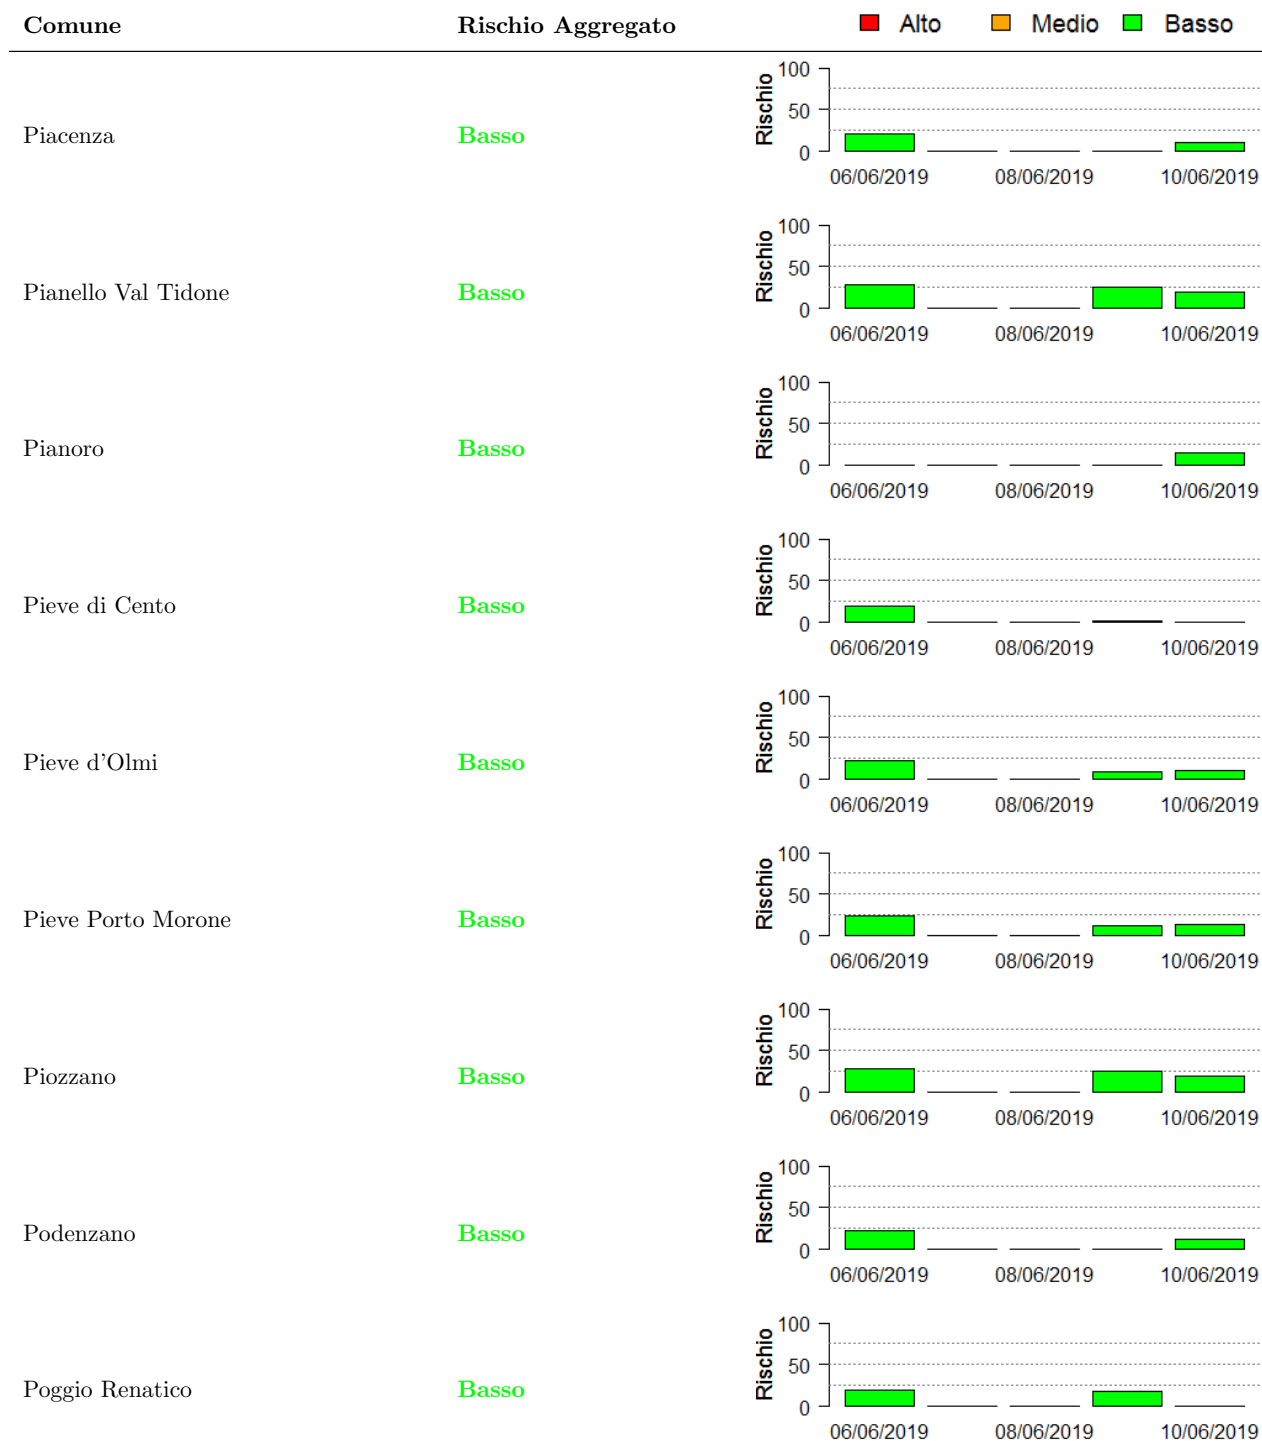 Comune Rischio Aggregato Alto Medio Basso
Piacenza Basso Rischio 100 50 0
06/06/2019 08/06/2019 10/06/2019
Pianello Val Tidone Basso Rischio 100 50 0
06/06/2019 08/06/2019 10/06/2019
Pianoro Basso Rischio 100 50 0
06/06/2019 08/06/2019 10/06/2019
Pieve di Cento Basso Rischio 100 50 0
06/06/2019 08/06/2019 10/06/2019
Pieve d'Olmi Basso Rischio 100 50 0
06/06/2019 08/06/2019 10/06/2019
Pieve Porto Morone Basso Rischio 100 50 0
06/06/2019 08/06/2019 10/06/2019
Piozzano Basso Rischio 100 50 0
06/06/2019 08/06/2019 10/06/2019
Podenzano Basso Rischio 100 50 0
06/06/2019 08/06/2019 10/06/2019
Poggio Renatico Basso Rischio 100 50 0
06/06/2019 08/06/2019 10/06/2019